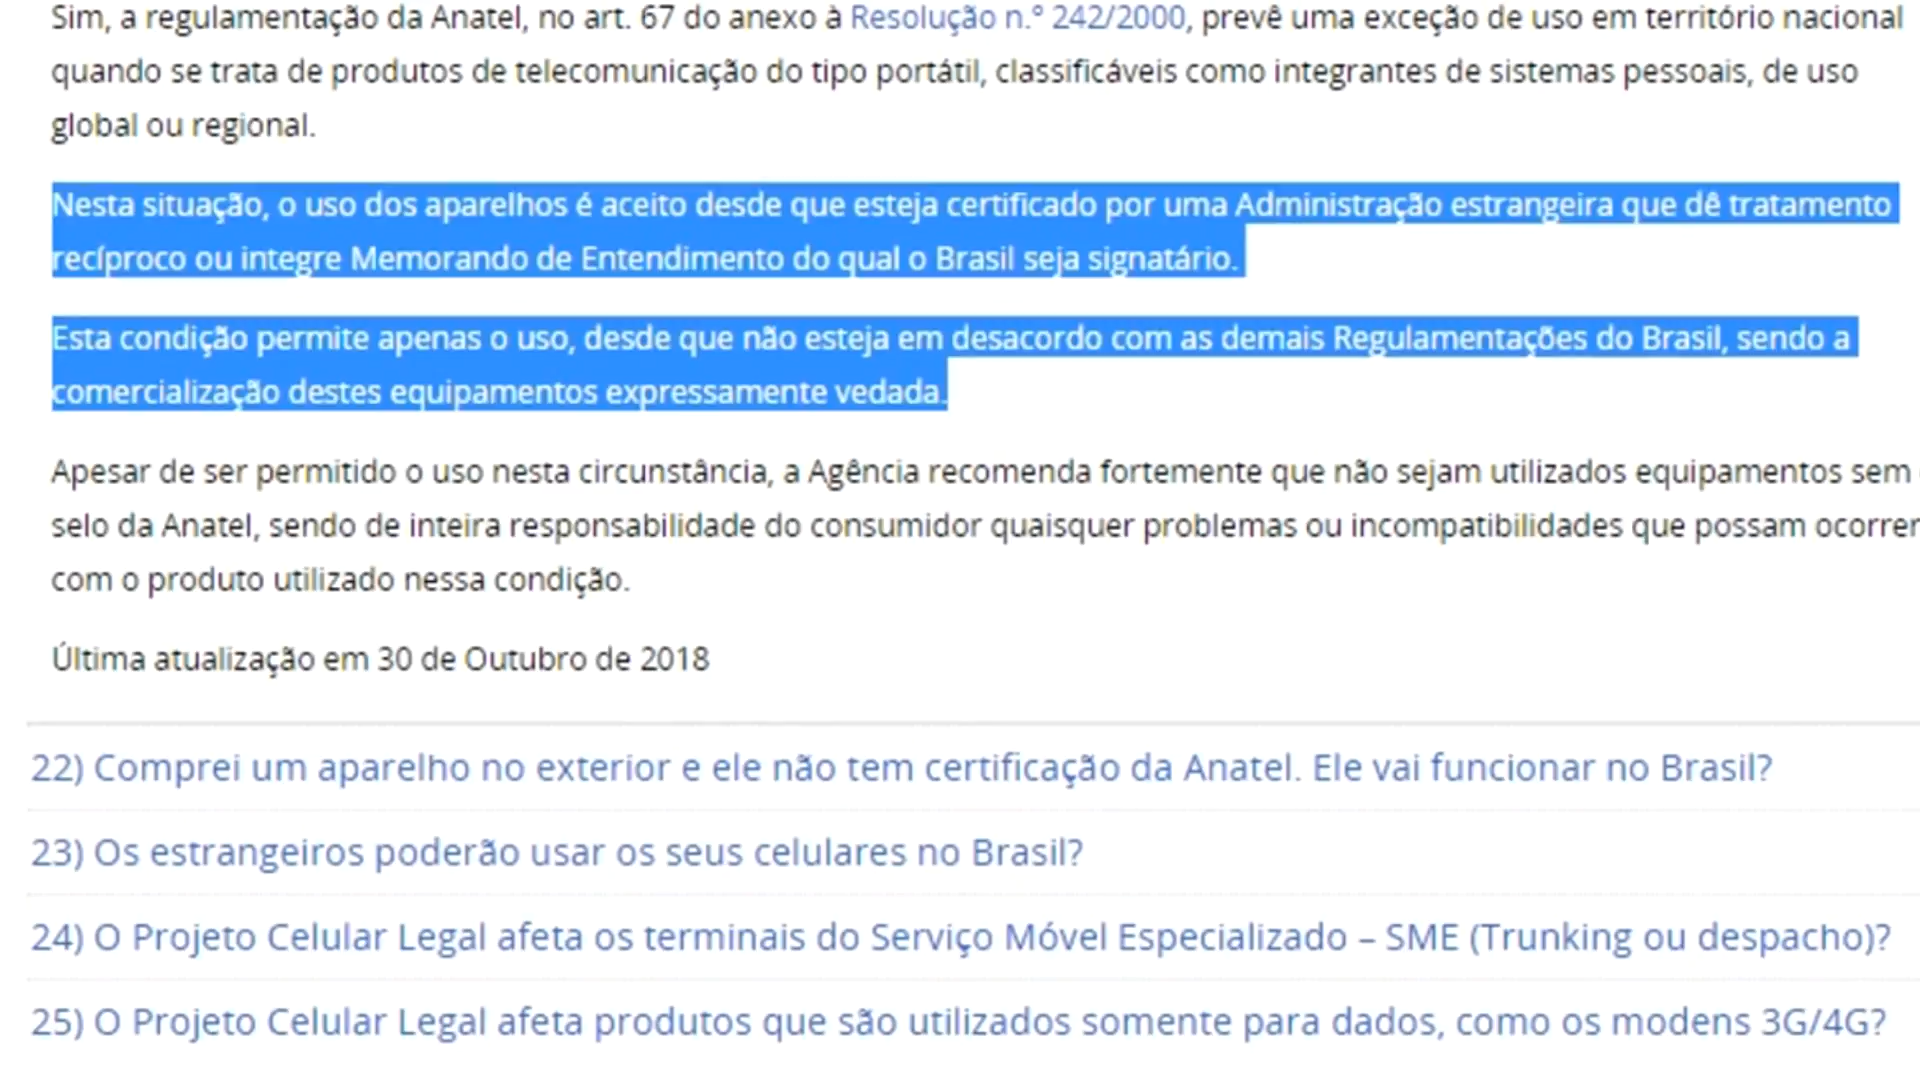 Sim, a regulamentação da Anatel, no art. 67 do anexo à Resolução n.º 242/2000, prevê uma exceção de uso em território nacional
quando se trata de produtos de telecomunicação do tipo portátil, classificáveis como integrantes de sistemas pessoais, de uso
global ou regional.
Nesta situação, o uso dos aparelhos é aceito desde que esteja certificado por uma Administração estrangeira que dê tratamento
recíproco ou integre Memorando de Entendimento do qual o Brasil seja signatário.
Esta condição permite apenas o uso, desde que não esteja em desacordo com as demais Regulamentações do Brasil, sendo a
comercialização destes equipamentos expressamente vedada.
Apesar de ser permitido o uso nesta circunstância, a Agência recomenda fortemente que não sejam utilizados equipamentos sem
selo da Anatel, sendo de inteira responsabilidade do consumidor quaisquer problemas ou incompatibilidades que possam ocorrer
com o produto utilizado nessa condição.
Última atualização em 30 de Outubro de 2018
22) Comprei um aparelho no exterior e ele não tem certificação da Anatel. Ele vai funcionar no Brasil?
23) Os estrangeiros poderão usar os seus celulares no Brasil?
24) O Projeto Celular Legal afeta os terminais do Serviço Móvel Especializado – SME (Trunking ou despacho)?
25) O Projeto Celular Legal afeta produtos que são utilizados somente para dados, como os modens 3G/4G?